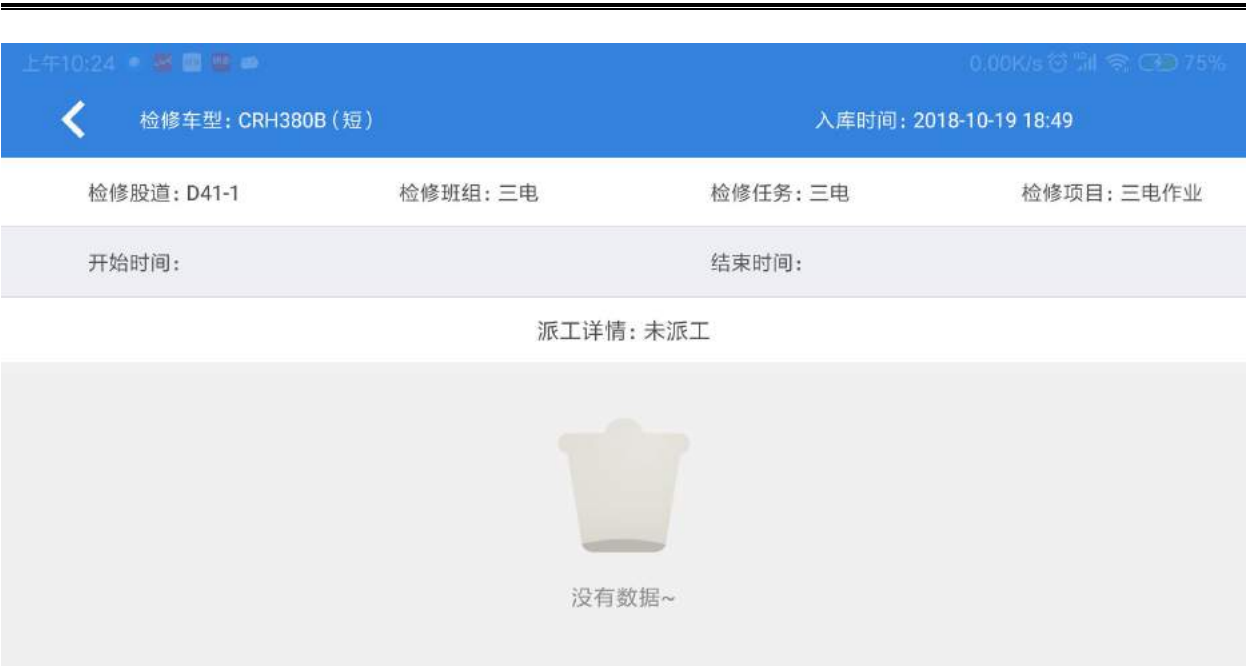 上午10:24 0.00K/s 75%
检修车型：CRH380B（短） 入库时间：2018-10-19 18:49
检修股道：D41-1 检修班组：三电 检修任务：三电 检修项目：三电作业
开始时间： 结束时间：
派工详情：未派工
没有数据~